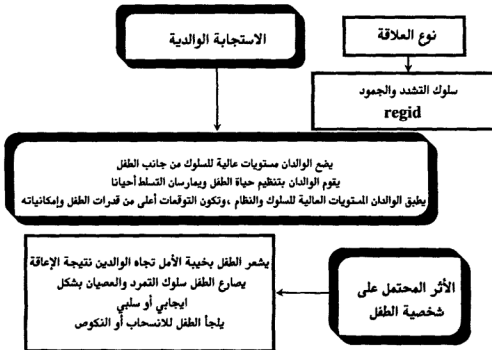 نوع العلاقة
سلوك التشدد والجمود
regid
الاستجابة الوالدية
يضع الوالدان مستويات عالية للسلوك من جانب الطفل
يقوم الوالدان بتنظيم حياة الطفل ويمارسان التسلط أحيانا
يطبق الوالدان المستويات العالية للسلوك والنظام ،وتكون التوقعات أعلى من قدرات الطفل وإمكانياته
الأثر المحتمل على
شخصية الطفل
يشعر الطفل بخيبة الأمل تجاه الوالدين نتيجة الإعاقة
يصارع الطفل سلوك التمرد والعصيان بشكل
ايجابي أو سلبي
يلجأ الطفل للانسحاب أو النكوص